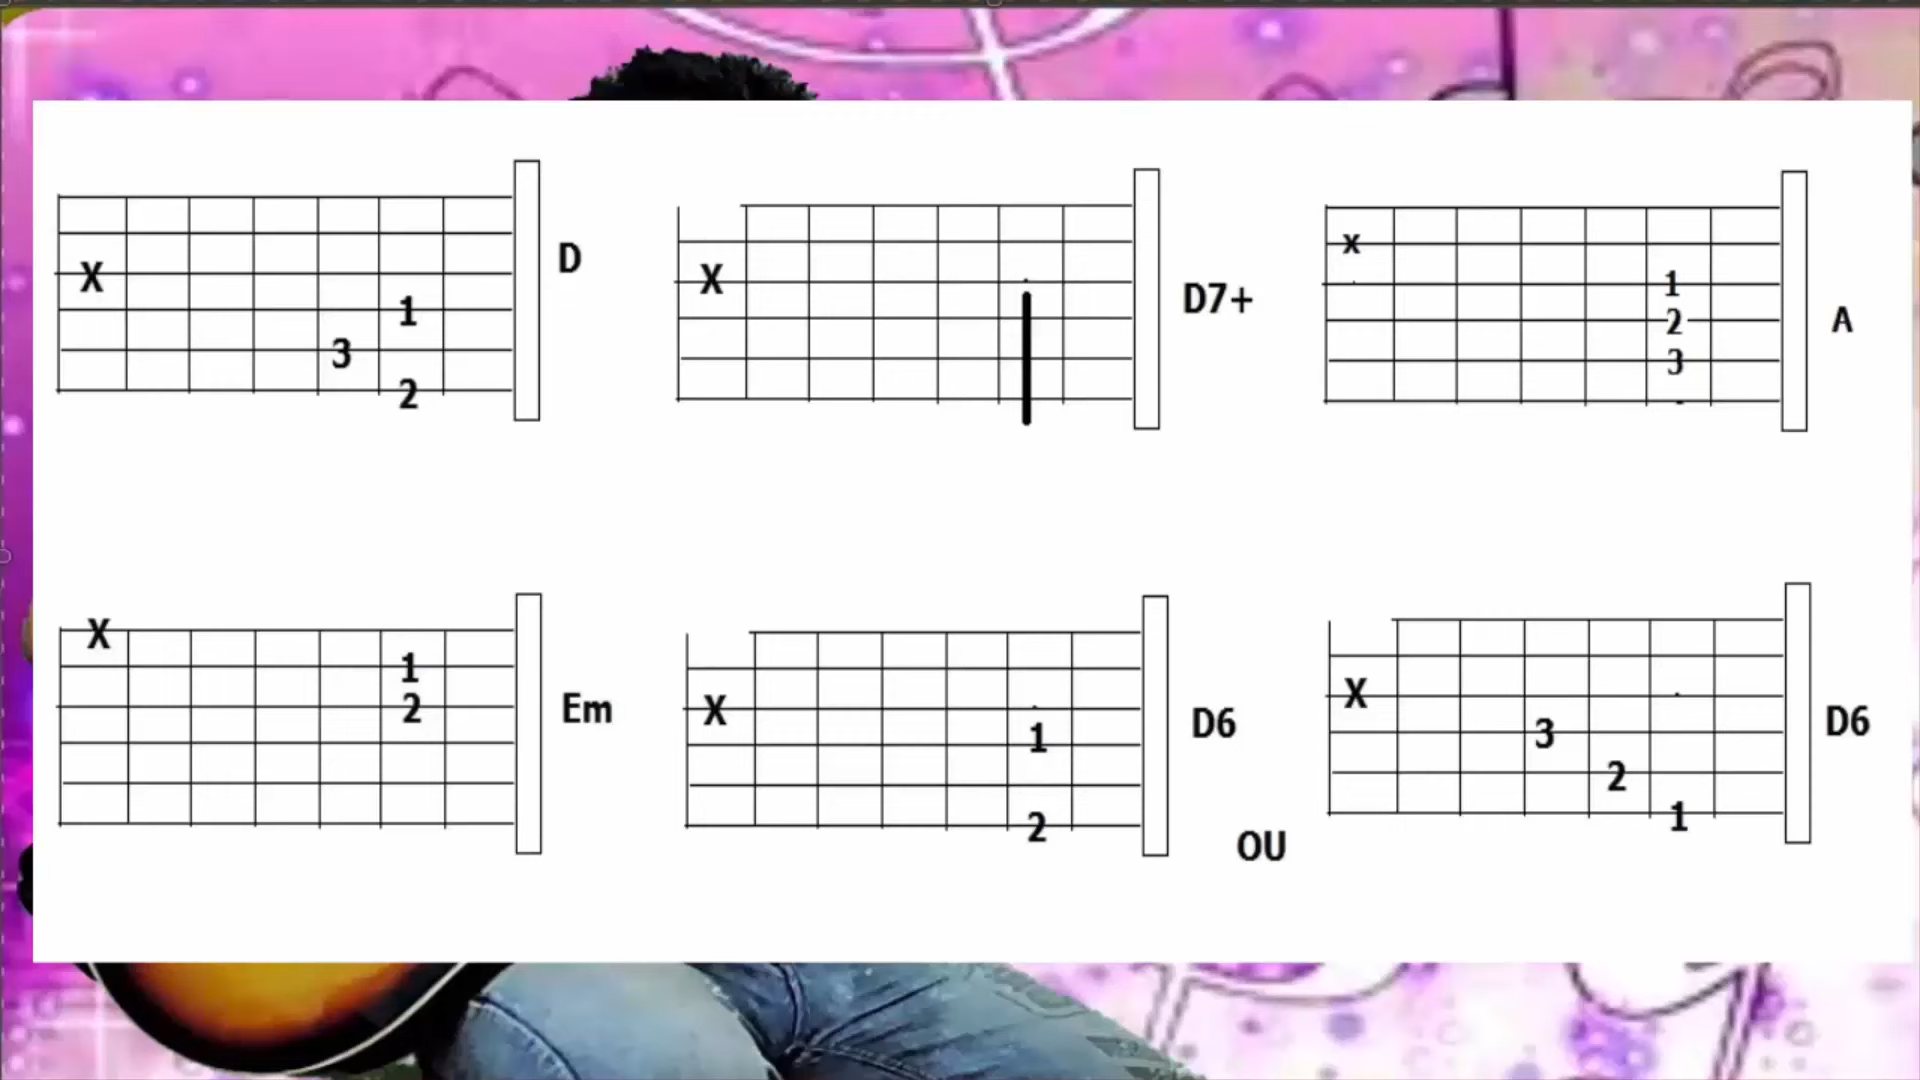 X 1 3 2 D
X D7+
x 1 2 3 A
X 1 2 Em
X 1 2 D6
OU
X 3 2 1 D6